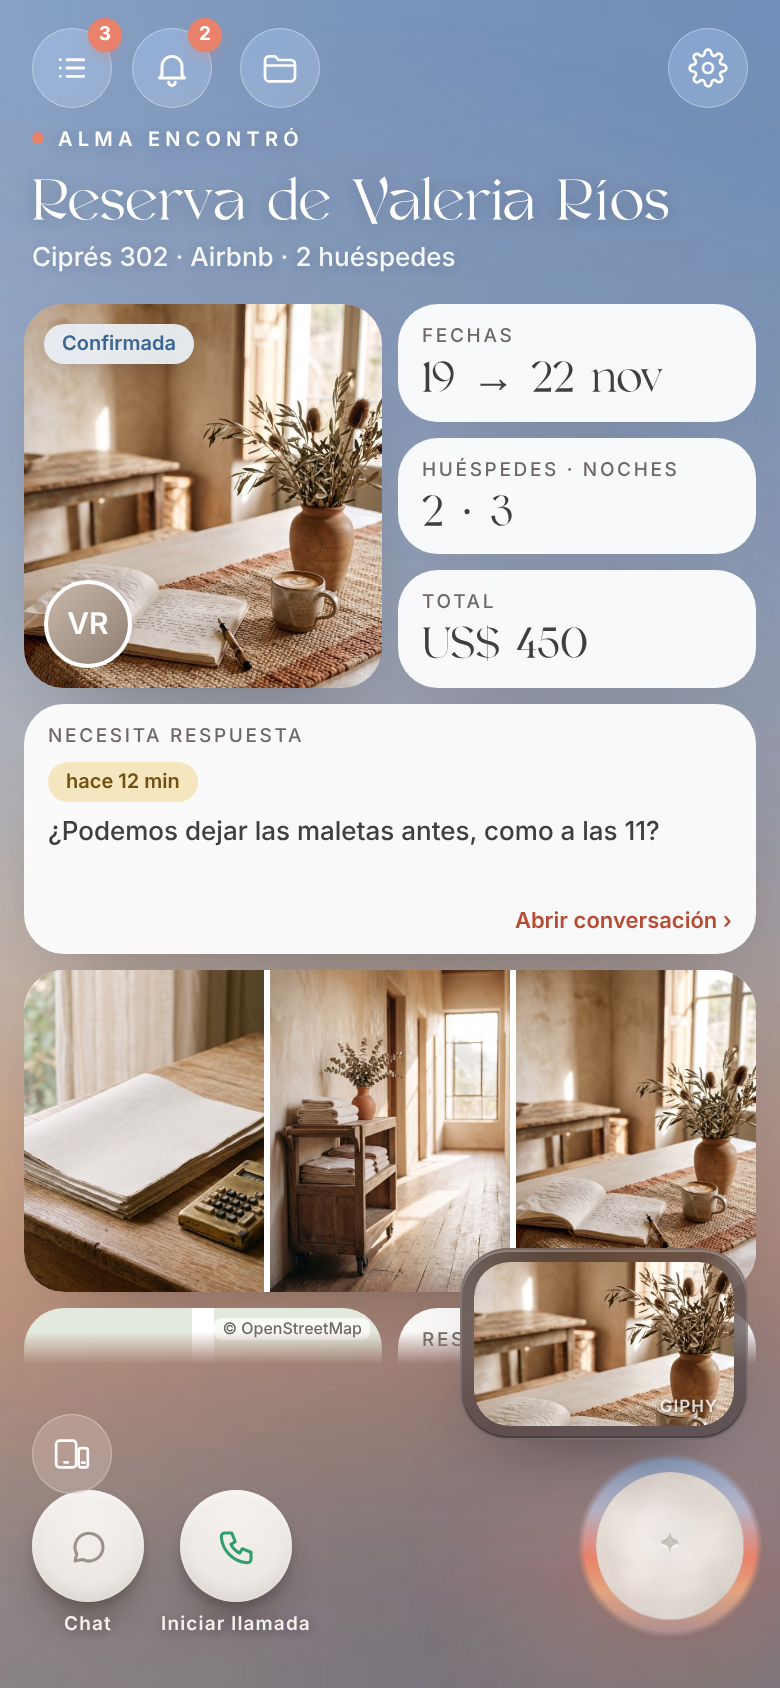 3
2
ALMA ENCONTRÓ
Reserva de Valeria Ríos
Ciprés 302 · Airbnb · 2 huéspedes
Confirmada
VR
FECHAS
19 → 22 nov
HUÉSPEDES · NOCHES
2 · 3
TOTAL
US$ 450
NECESITA RESPUESTA
hace 12 min
¿Podemos dejar las maletas antes, como a las 11?
Abrir conversación ›
© OpenStreetMap
RES
GIPHY
Chat
Iniciar llamada